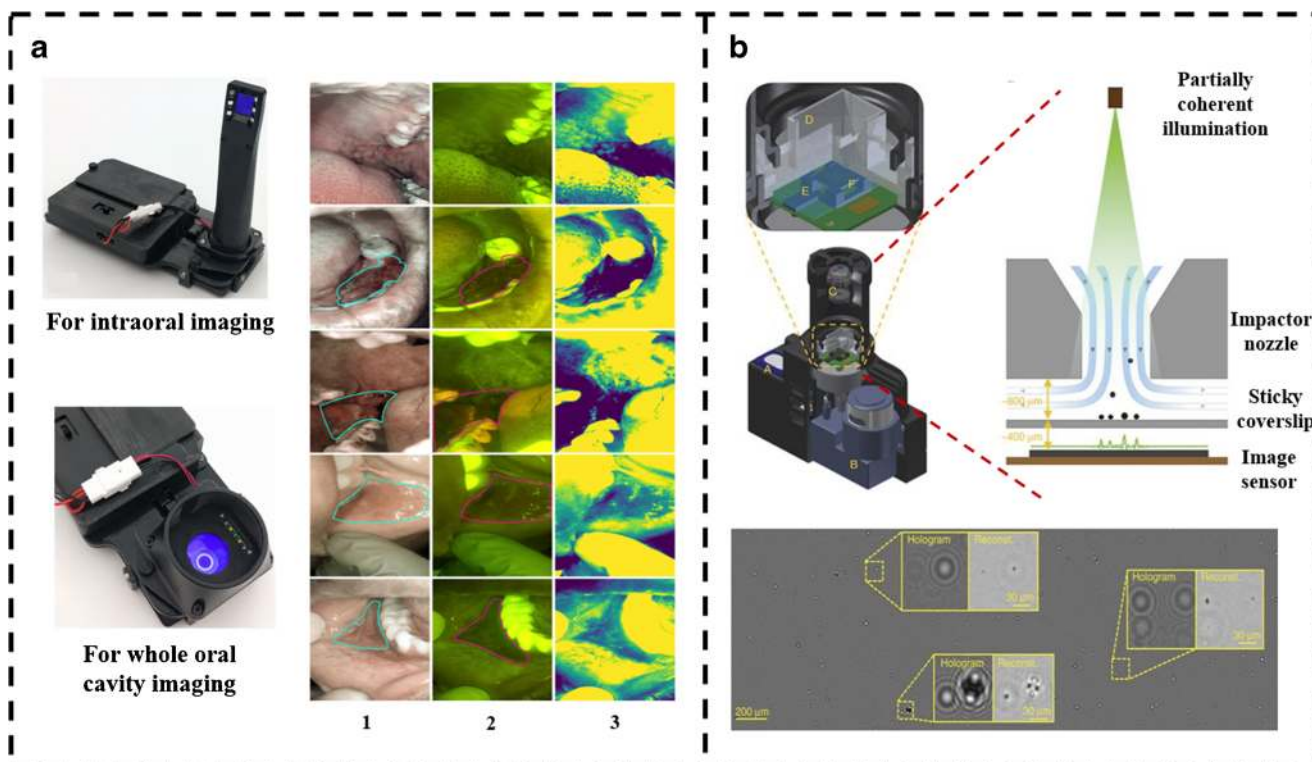 a
For intraoral imaging
For whole oral
cavity imaging
1
2
3
b
D
E
F
C
A
B
Partially
coherent
illumination
Impactor
nozzle
~800 μm
Sticky
coverslip
~400 μm
Image
sensor
Hologram
Reconst.
30 μm
Hologram
Reconst.
30 μm
Hologram
Reconst.
30 μm
200 μm